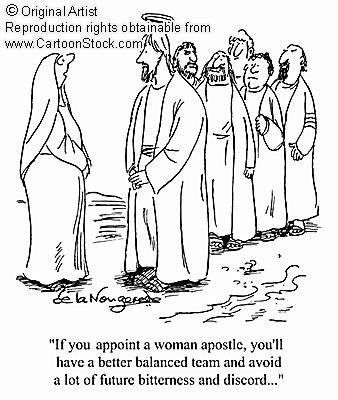 © Original Artist
Reproduction rights obtainable from
www.CartoonStock.com
de la Nougerede
"If you appoint a woman apostle, you'll
have a better balanced team and avoid
a lot of future bitterness and discord..."